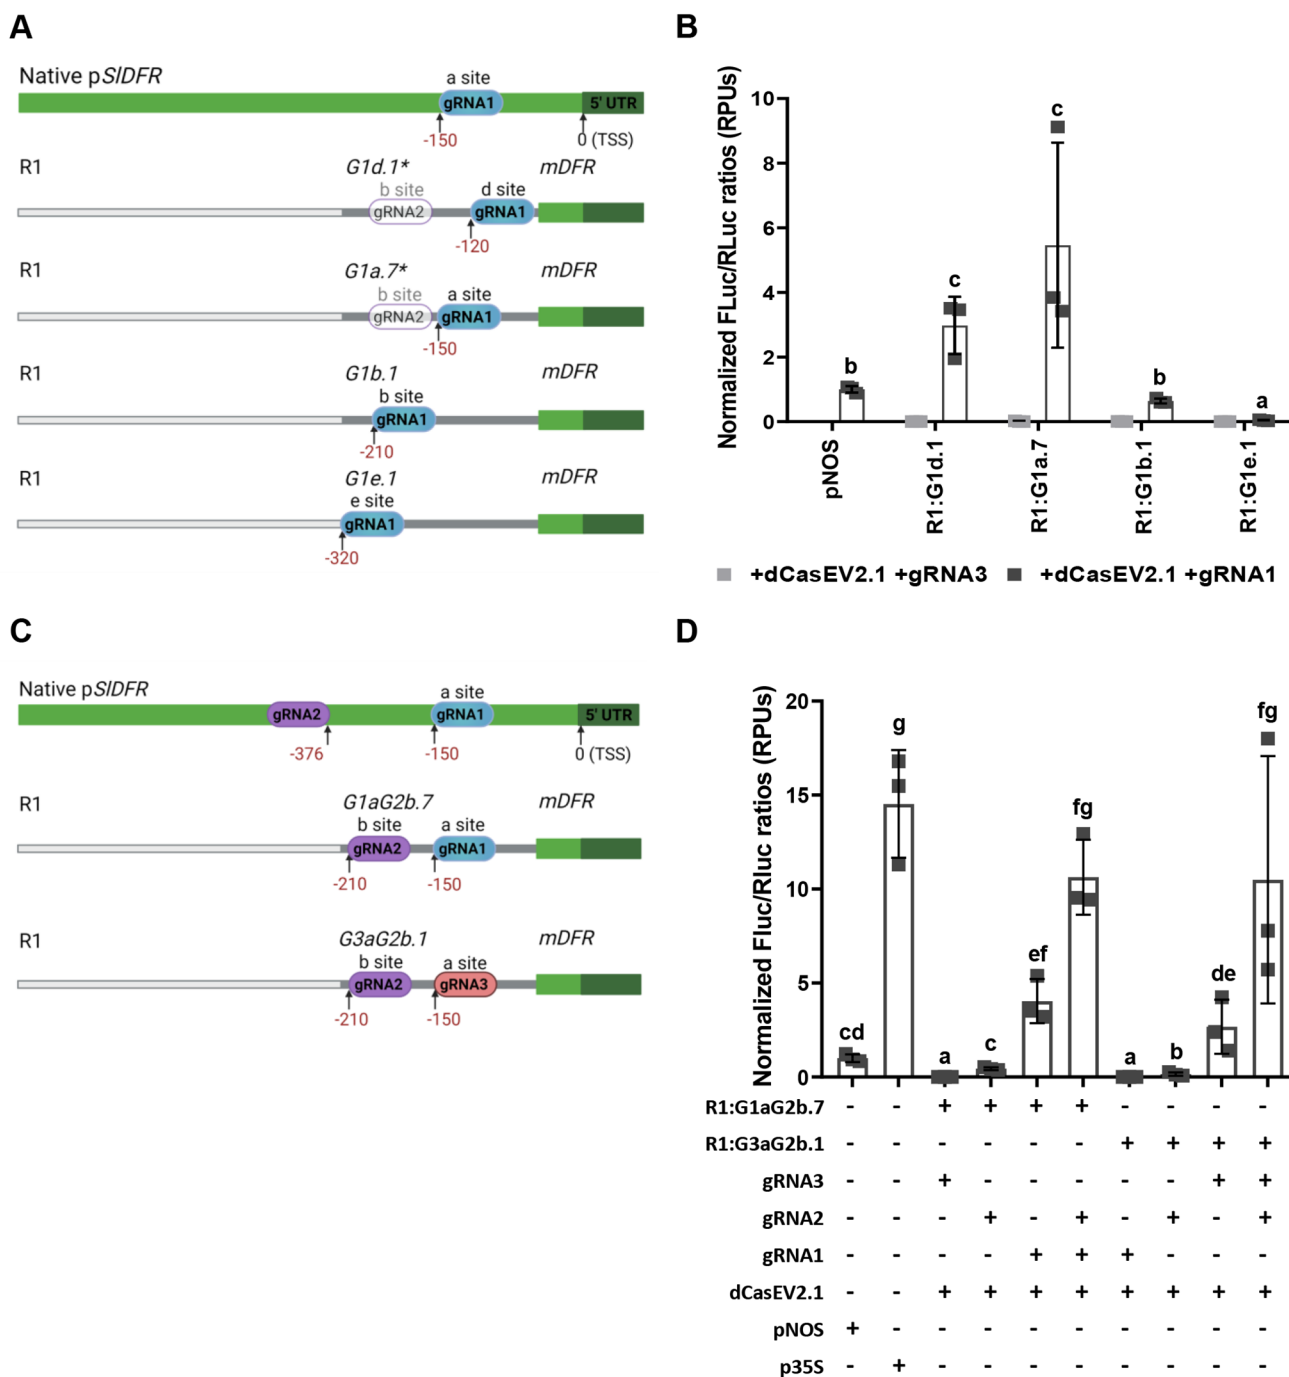 A
Native pSlDFR
a site
gRNA1
5' UTR
-150
0 (TSS)
R1
G1d.1*
mDFR
b site
d site
gRNA2
gRNA1
-120
R1
G1a.7*
mDFR
b site
a site
gRNA2
gRNA1
-150
R1
G1b.1
mDFR
b site
gRNA1
-210
R1
G1e.1
mDFR
e site
gRNA1
-320
B
Normalized FLuc/RLuc ratios (RPUs)
10
8
6
4
2
0
b
c
c
b
a
pNOS
R1:G1d.1
R1:G1a.7
R1:G1b.1
R1:G1e.1
+dCasEV2.1 +gRNA3
+dCasEV2.1 +gRNA1
C
Native pSlDFR
a site
gRNA2
gRNA1
5' UTR
-376
-150
0 (TSS)
R1
G1aG2b.7
mDFR
b site
a site
gRNA2
gRNA1
-210
-150
R1
G3aG2b.1
mDFR
b site
a site
gRNA2
gRNA3
-210
-150
D
Normalized Fluc/Rluc ratios (RPUs)
20
15
10
5
0
cd
g
a
c
ef
fg
a
b
de
fg
R1:G1aG2b.7 - - + + + + - - - -
R1:G3aG2b.1 - - - - - - + + + +
gRNA3 - - + - - - - - + +
gRNA2 - - - + - + - + - +
gRNA1 - - - - + + + - - -
dCasEV2.1 - - + + + + + + + +
pNOS + - - - - - - - - -
p35S - + - - - - - - - -